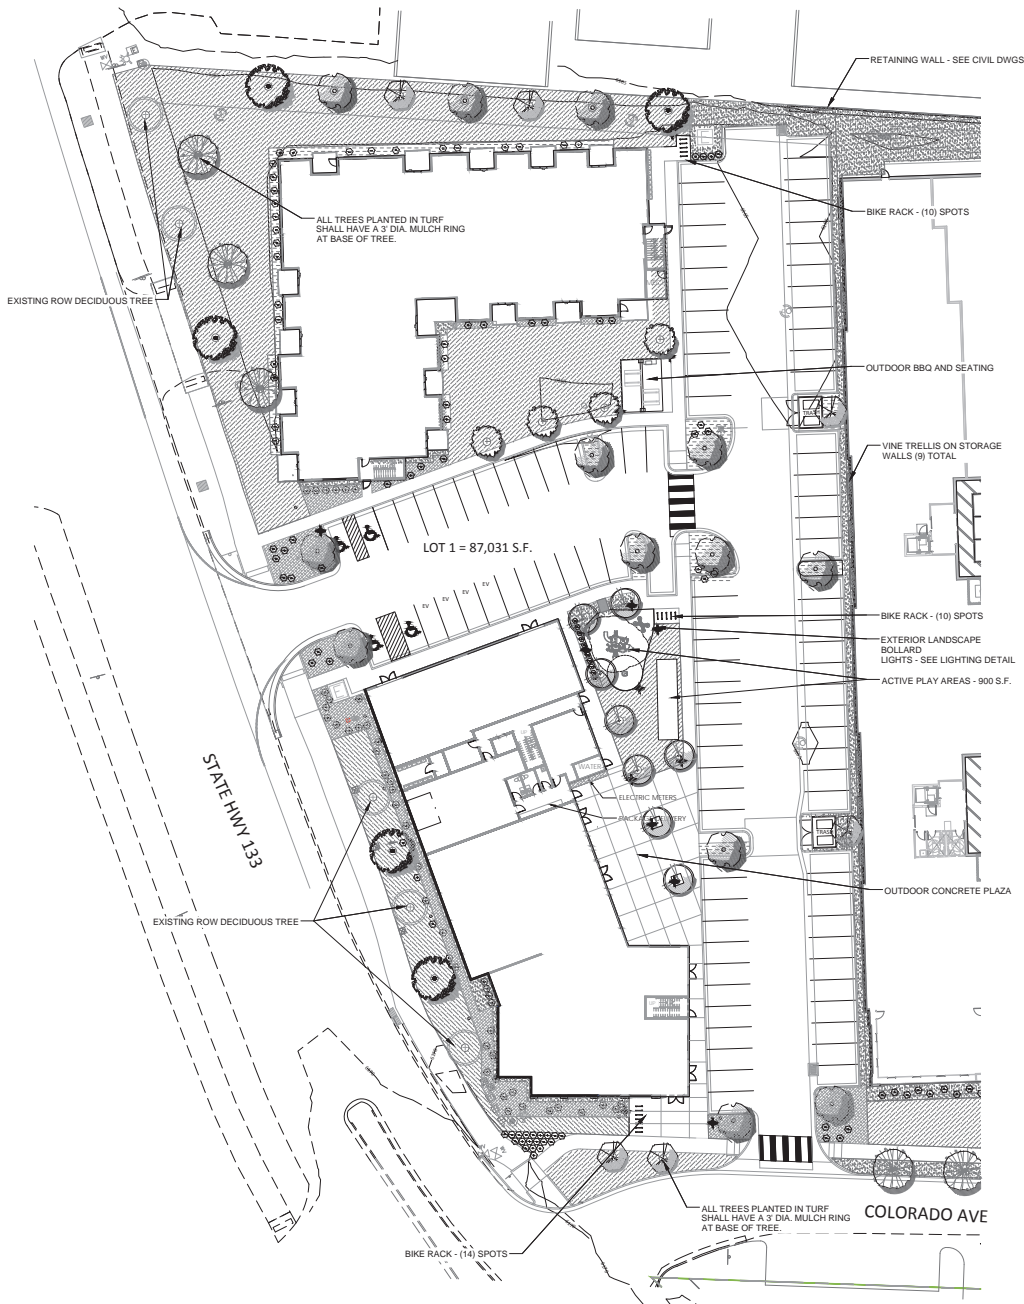 RETAINING WALL - SEE CIVIL DWGS
BIKE RACK - (10) SPOTS
ALL TREES PLANTED IN TURF
SHALL HAVE A 3' DIA. MULCH RING
AT BASE OF TREE.
EXISTING ROW DECIDUOUS TREE
OUTDOOR BBQ AND SEATING
TRASH
VINE TRELLIS ON STORAGE
WALLS (9) TOTAL
LOT 1 = 87,031 S.F.
EV
EV
EV
EV
BIKE RACK - (10) SPOTS
EXTERIOR LANDSCAPE
BOLLARD
LIGHTS - SEE LIGHTING DETAIL
ACTIVE PLAY AREAS - 900 S.F.
UP
WATER
STATE HWY 133
ELECTRIC METERS
PACKAGE DELIVERY
TRASH
OUTDOOR CONCRETE PLAZA
EXISTING ROW DECIDUOUS TREE
UP
ALL TREES PLANTED IN TURF
SHALL HAVE A 3' DIA. MULCH RING
AT BASE OF TREE.
COLORADO AVE
BIKE RACK - (14) SPOTS